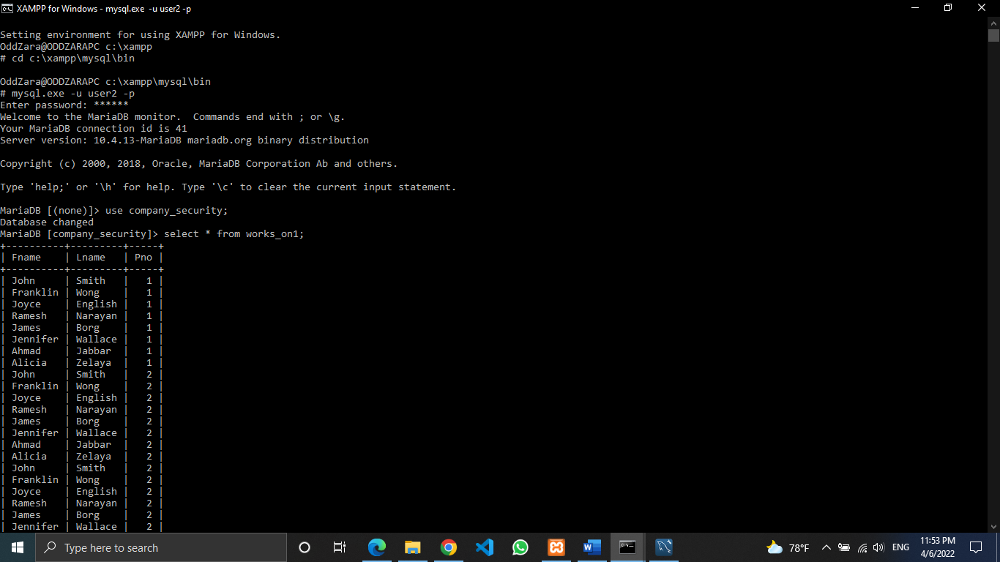 XAMPP for Windows - mysql.exe  -u user2 -p
Setting environment for using XAMPP for Windows.
OddZara@ODDZARAPC c:\xampp
# cd c:\xampp\mysql\bin
OddZara@ODDZARAPC c:\xampp\mysql\bin
# mysql.exe -u user2 -p
Enter password: ******
Welcome to the MariaDB monitor.  Commands end with ; or \g.
Your MariaDB connection id is 41
Server version: 10.4.13-MariaDB mariadb.org binary distribution
Copyright (c) 2000, 2018, Oracle, MariaDB Corporation Ab and others.
Type 'help;' or '\h' for help. Type '\c' to clear the current input statement.
MariaDB [(none)]> use company_security;
Database changed
MariaDB [company_security]> select * from works_on1;
+----------+---------+-----+
| Fname    | Lname   | Pno |
+----------+---------+-----+
| John     | Smith   |   1 |
| Franklin | Wong    |   1 |
| Joyce    | English |   1 |
| Ramesh   | Narayan |   1 |
| James    | Borg    |   1 |
| Jennifer | Wallace |   1 |
| Ahmad    | Jabbar  |   1 |
| Alicia   | Zelaya  |   1 |
| John     | Smith   |   2 |
| Franklin | Wong    |   2 |
| Joyce    | English |   2 |
| Ramesh   | Narayan |   2 |
| James    | Borg    |   2 |
| Jennifer | Wallace |   2 |
| Ahmad    | Jabbar  |   2 |
| Alicia   | Zelaya  |   2 |
| John     | Smith   |   2 |
| Franklin | Wong    |   2 |
| Joyce    | English |   2 |
| Ramesh   | Narayan |   2 |
| James    | Borg    |   2 |
| Jennifer | Wallace |   2 |
Type here to search
78°F
ENG
11:53 PM
4/6/2022